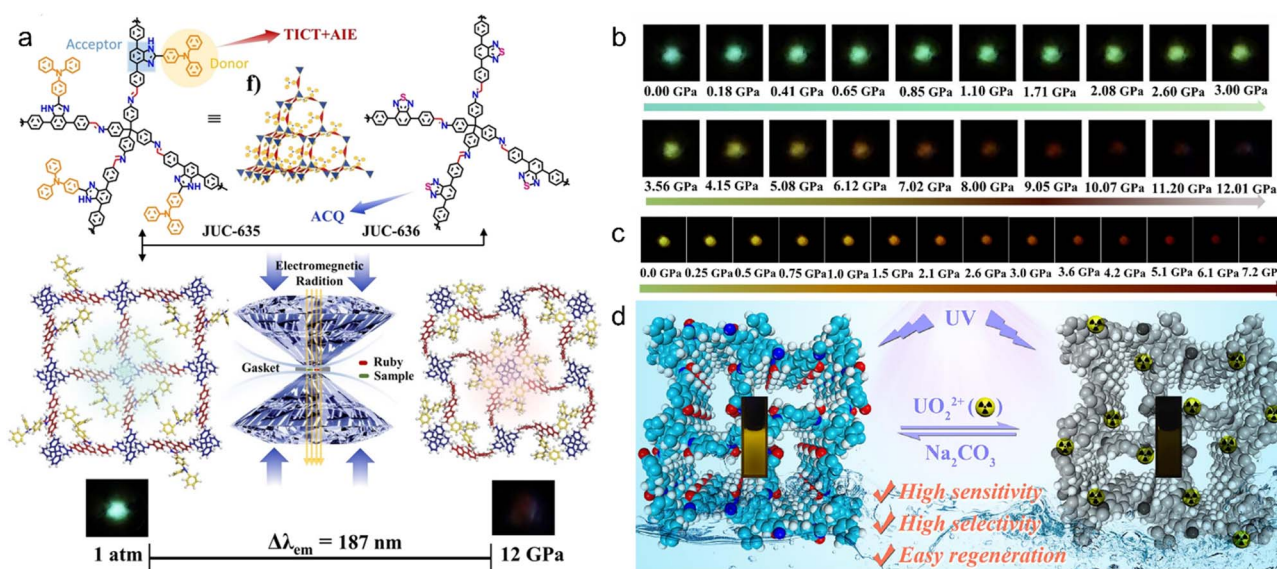 a
Acceptor
TICT+AIE
Donor
f)
≡
ACQ
JUC-635
JUC-636
Electromagnetic
Radition
Gasket
Ruby
Sample
1 atm
Δλem = 187 nm
12 GPa
b
0.00 GPa 0.18 GPa 0.41 GPa 0.65 GPa 0.85 GPa 1.10 GPa 1.71 GPa 2.08 GPa 2.60 GPa 3.00 GPa
3.56 GPa 4.15 GPa 5.08 GPa 6.12 GPa 7.02 GPa 8.00 GPa 9.05 GPa 10.07 GPa 11.20 GPa 12.01 GPa
c
0.0 GPa 0.25 GPa 0.5 GPa 0.75 GPa 1.0 GPa 1.5 GPa 2.1 GPa 2.6 GPa 3.0 GPa 3.6 GPa 4.2 GPa 5.1 GPa 6.1 GPa 7.2 GPa
d
UV
UO₂²⁺ (☢)
Na₂CO₃
✓ High sensitivity
✓ High selectivity
✓ Easy regeneration